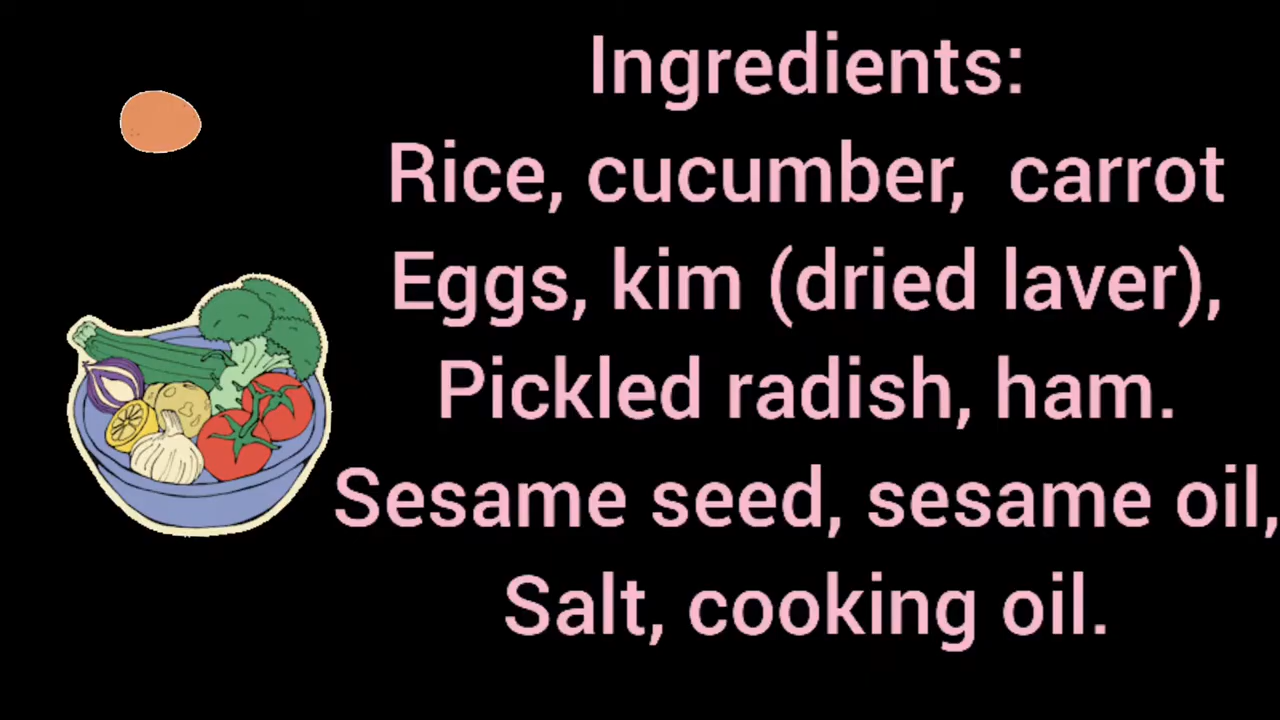 Ingredients:
Rice, cucumber, carrot
Eggs, kim (dried laver),
Pickled radish, ham.
Sesame seed, sesame oil,
Salt, cooking oil.